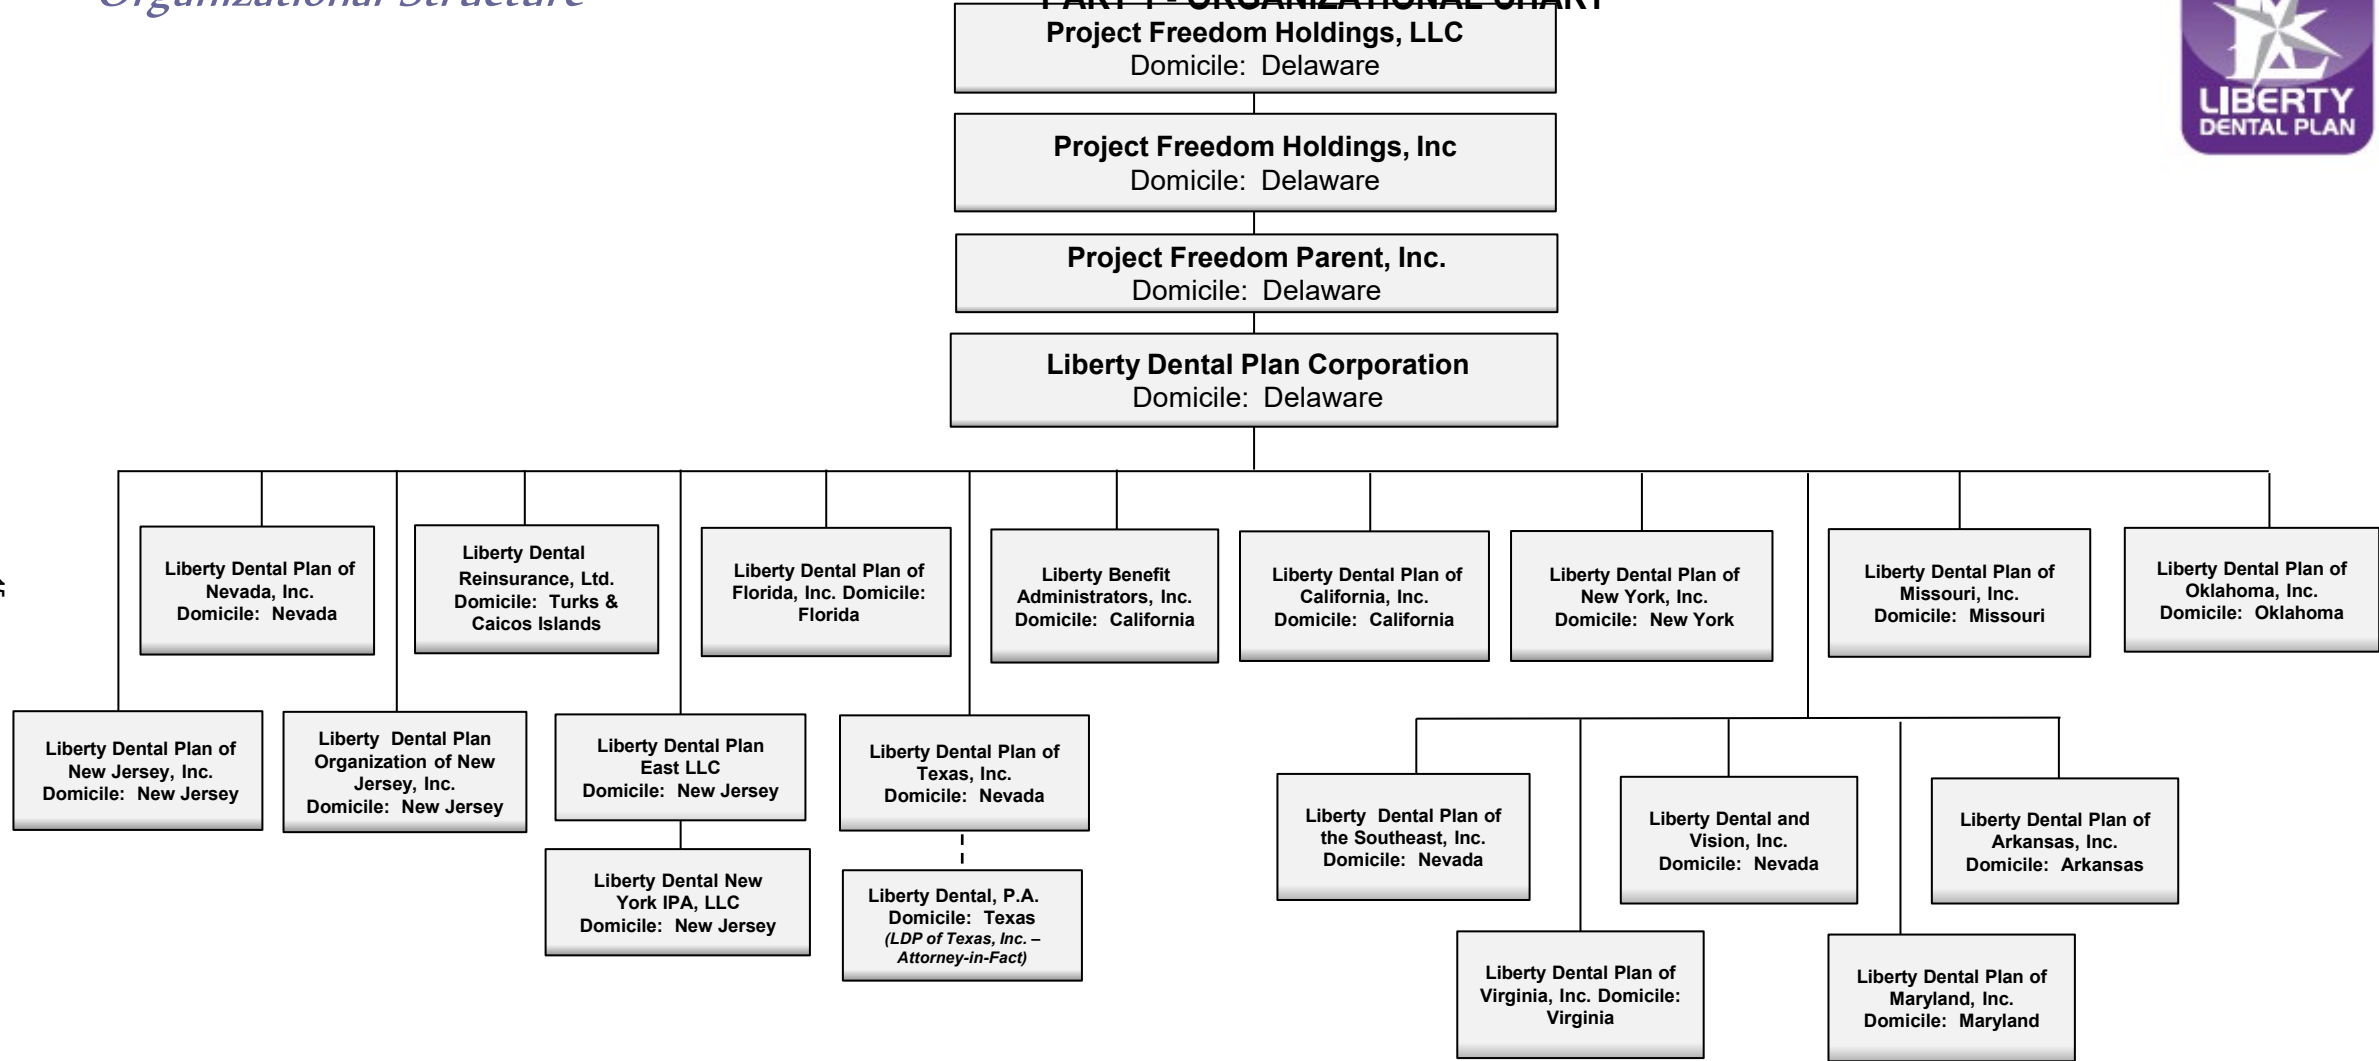 Organizational Structure
PART 1 - ORGANIZATIONAL CHART
Project Freedom Holdings, LLC
Domicile: Delaware
LIBERTY
DENTAL PLAN
Project Freedom Holdings, Inc
Domicile: Delaware
Project Freedom Parent, Inc.
Domicile: Delaware
Liberty Dental Plan Corporation
Domicile: Delaware
Liberty Dental Plan of
Nevada, Inc.
Domicile: Nevada
Liberty Dental
Reinsurance, Ltd.
Domicile: Turks &
Caicos Islands
Liberty Dental Plan of
Florida, Inc. Domicile:
Florida
Liberty Benefit
Administrators, Inc.
Domicile: California
Liberty Dental Plan of
California, Inc.
Domicile: California
Liberty Dental Plan of
New York, Inc.
Domicile: New York
Liberty Dental Plan of
Missouri, Inc.
Domicile: Missouri
Liberty Dental Plan of
Oklahoma, Inc.
Domicile: Oklahoma
Liberty Dental Plan of
New Jersey, Inc.
Domicile: New Jersey
Liberty Dental Plan
Organization of New
Jersey, Inc.
Domicile: New Jersey
Liberty Dental Plan
East LLC
Domicile: New Jersey
Liberty Dental Plan of
Texas, Inc.
Domicile: Nevada
Liberty Dental Plan of
the Southeast, Inc.
Domicile: Nevada
Liberty Dental and
Vision, Inc.
Domicile: Nevada
Liberty Dental Plan of
Arkansas, Inc.
Domicile: Arkansas
Liberty Dental New
York IPA, LLC
Domicile: New Jersey
Liberty Dental, P.A.
Domicile: Texas
(LDP of Texas, Inc. –
Attorney-in-Fact)
Liberty Dental Plan of
Virginia, Inc. Domicile:
Virginia
Liberty Dental Plan of
Maryland, Inc.
Domicile: Maryland